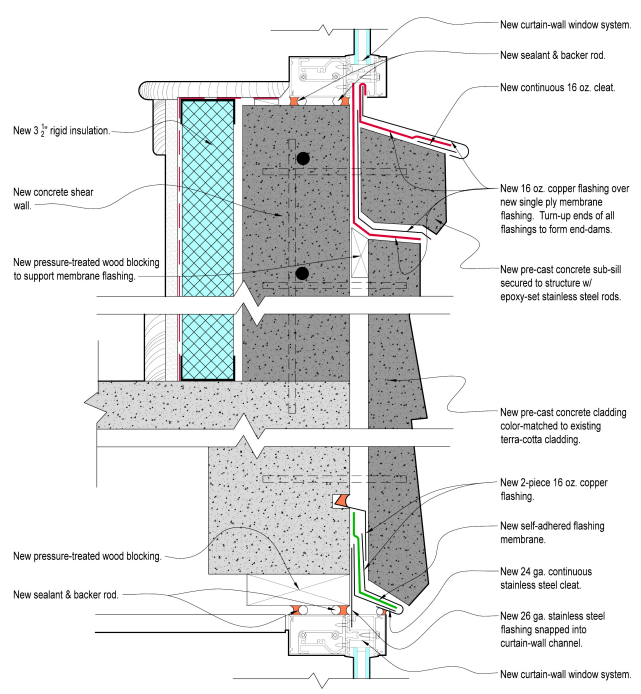 New curtain-wall window system.
New sealant & backer rod.
New continuous 16 oz. cleat.
New 3 1/2" rigid insulation.
New concrete shear
wall.
New 16 oz. copper flashing over
new single ply membrane
flashing. Turn-up ends of all
flashings to form end-dams.
New pressure-treated wood blocking
to support membrane flashing.
New pre-cast concrete sub-sill
secured to structure w/
epoxy-set stainless steel rods.
New pre-cast concrete cladding
color-matched to existing
terra-cotta cladding.
New 2-piece 16 oz. copper
flashing.
New self-adhered flashing
membrane.
New pressure-treated wood blocking.
New 24 ga. continuous
stainless steel cleat.
New sealant & backer rod.
New 26 ga. stainless steel
flashing snapped into
curtain-wall channel.
New curtain-wall window system.